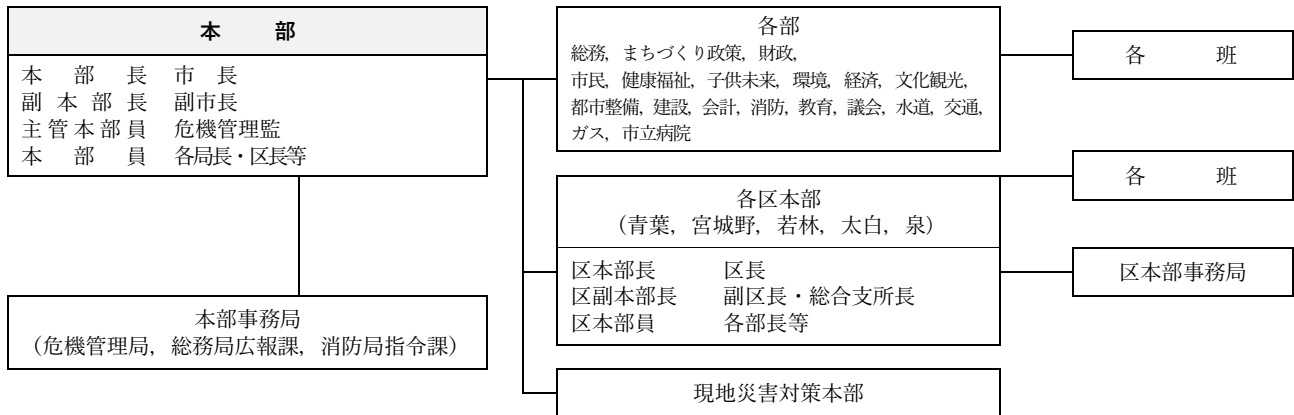 本　部
本部長　市長
副本部長　副市長
主管本部員　危機管理監
本部員　各局長・区長等
本部事務局
（危機管理局，総務局広報課，消防局指令課）
各部
総務，まちづくり政策，財政，
市民，健康福祉，子供未来，環境，経済，文化観光，
都市整備，建設，会計，消防，教育，議会，水道，交通，
ガス，市立病院
各　班
各区本部
（青葉，宮城野，若林，太白，泉）
区本部長　区長
区副本部長　副区長・総合支所長
区本部員　各部長等
各　班
区本部事務局
現地災害対策本部